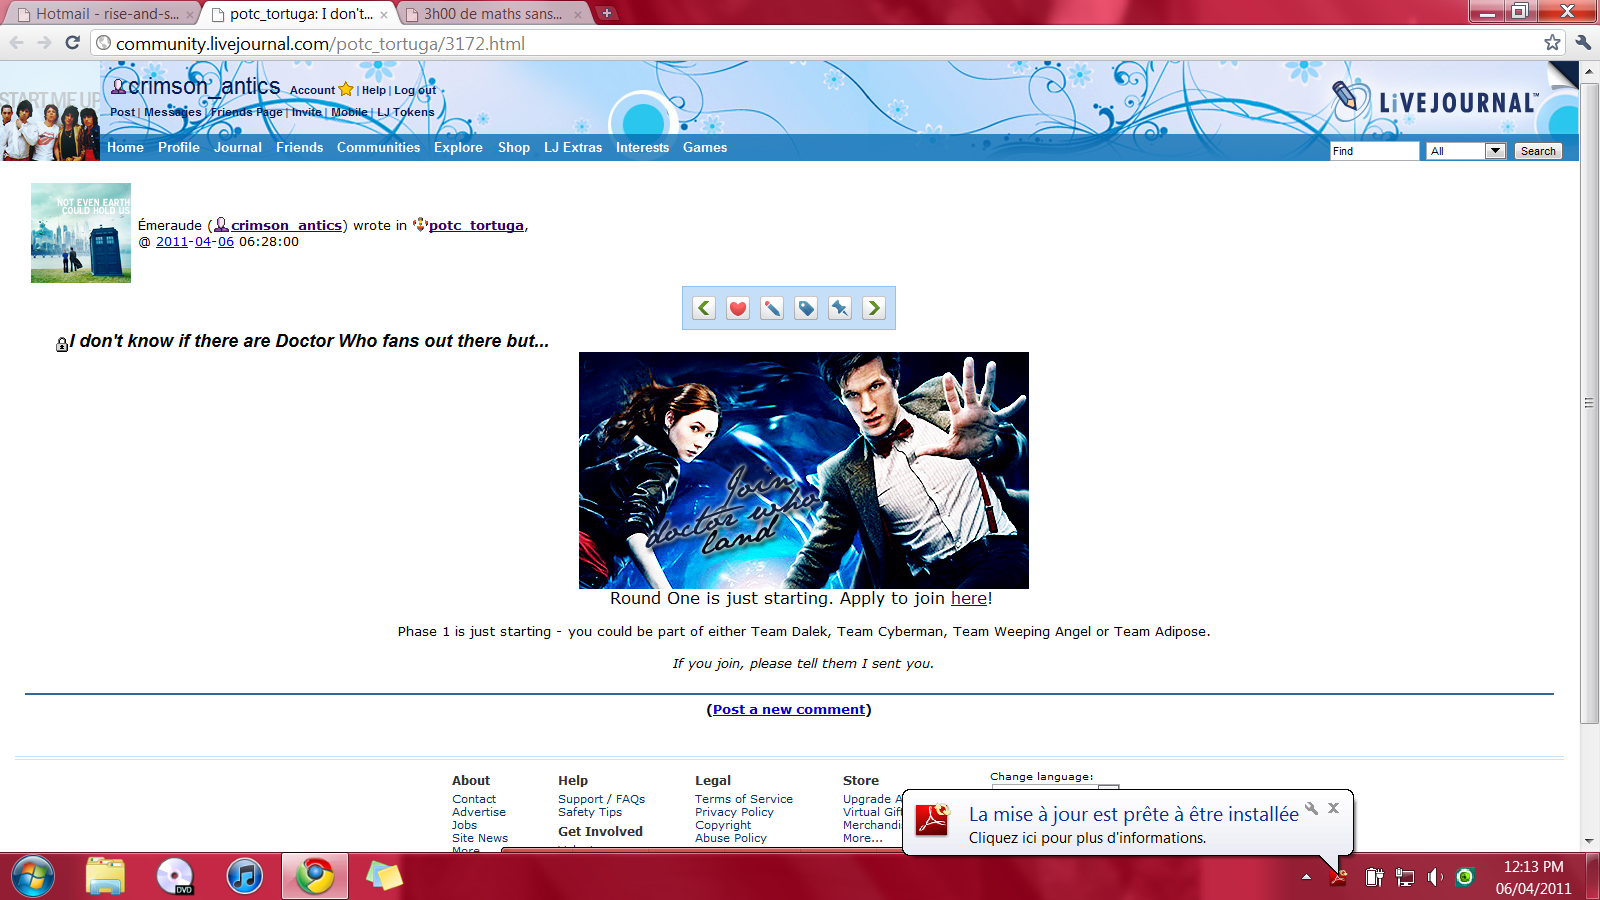 Hotmail - rise-and-s...
potc_tortuga: I don't...
3h00 de maths sans...
community.livejournal.com/potc_tortuga/3172.html
START ME UP
crimson_antics Account | Help | Log out
Post | Messages | Friends Page | Invite | Mobile | LJ Tokens
LiVEJOURNAL™
Home Profile Journal Friends Communities Explore Shop LJ Extras Interests Games
Find All Search
NOT EVEN EARTH
COULD HOLD US
Émeraude (crimson_antics) wrote in potc_tortuga,
@ 2011-04-06 06:28:00
I don't know if there are Doctor Who fans out there but...
Join
doctor who
land
Round One is just starting. Apply to join here!
Phase 1 is just starting - you could be part of either Team Dalek, Team Cyberman, Team Weeping Angel or Team Adipose.
If you join, please tell them I sent you.
(Post a new comment)
About
Contact
Advertise
Jobs
Site News
More...
Help
Support / FAQs
Safety Tips
Get Involved
Legal
Terms of Service
Privacy Policy
Copyright
Abuse Policy
Store
Upgrade A
Virtual Gif
Merchandi
More...
Change language:
La mise à jour est prête à être installée
Cliquez ici pour plus d'informations.
DVD
12:13 PM
06/04/2011